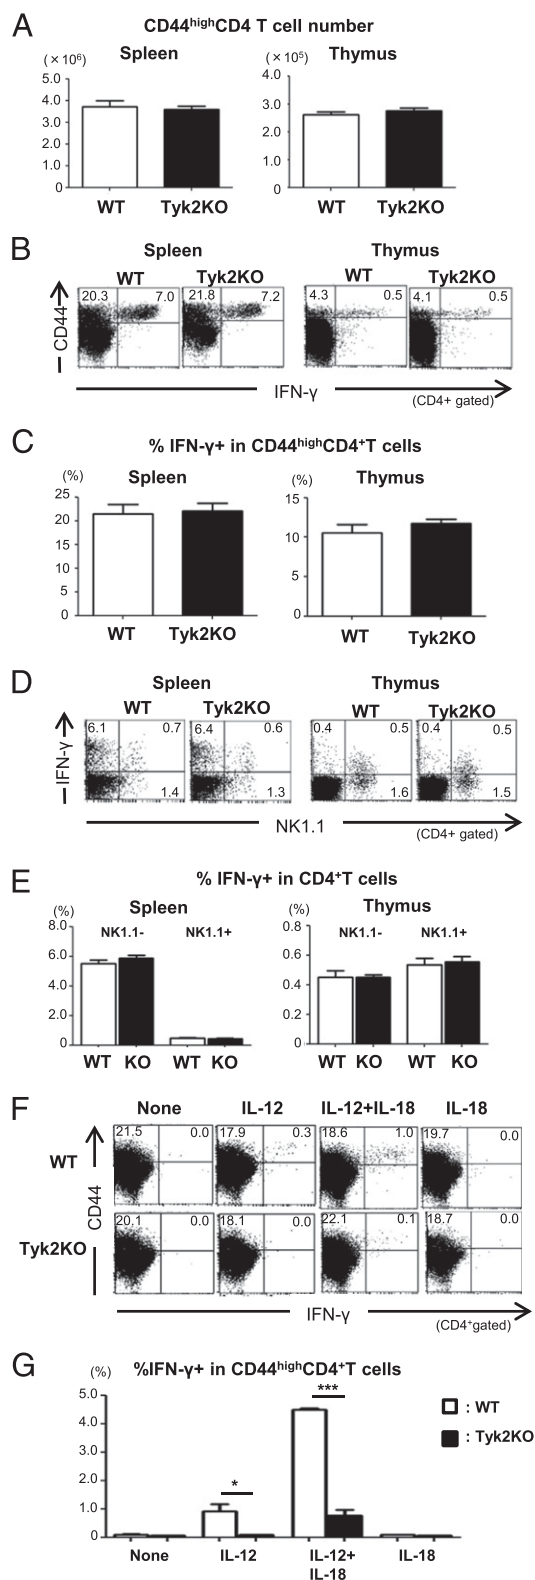 A
CD44highCD4 T cell number
Spleen Thymus
(×10⁶) (×10⁵)
5.0
4.0
3.0
2.0
1.0
0
4.0
3.0
2.0
1.0
0
WT Tyk2KO WT Tyk2KO
B
Spleen Thymus
WT Tyk2KO WT Tyk2KO
20.3 7.0 21.8 7.2 4.3 0.5 4.1 0.5
CD44
IFN-γ
(CD4+ gated)
C
% IFN-γ+ in CD44highCD4⁺T cells
(%) Spleen (%) Thymus
25
20
15
10
5
0
15
10
5
0
WT Tyk2KO WT Tyk2KO
D
Spleen Thymus
WT Tyk2KO WT Tyk2KO
6.1 0.7 6.4 0.6 0.4 0.5 0.4 0.5
IFN-γ
1.4 1.3 1.6 1.5
NK1.1
(CD4+ gated)
E
% IFN-γ+ in CD4⁺T cells
(%) Spleen (%) Thymus
NK1.1- NK1.1+ NK1.1- NK1.1+
8.0
6.0
4.0
2.0
0
0.8
0.6
0.4
0.2
0
WT KO WT KO WT KO WT KO
F
None IL-12 IL-12+IL-18 IL-18
WT
21.5 0.0 17.9 0.3 18.6 1.0 19.7 0.0
CD44
Tyk2KO
20.1 0.0 18.1 0.0 22.1 0.1 18.7 0.0
IFN-γ
(CD4⁺gated)
G
(%) %IFN-γ+ in CD44highCD4⁺T cells
5.0
4.0
3.0
2.0
1.0
0
*
***
: WT
: Tyk2KO
None IL-12 IL-12+ IL-18
IL-18